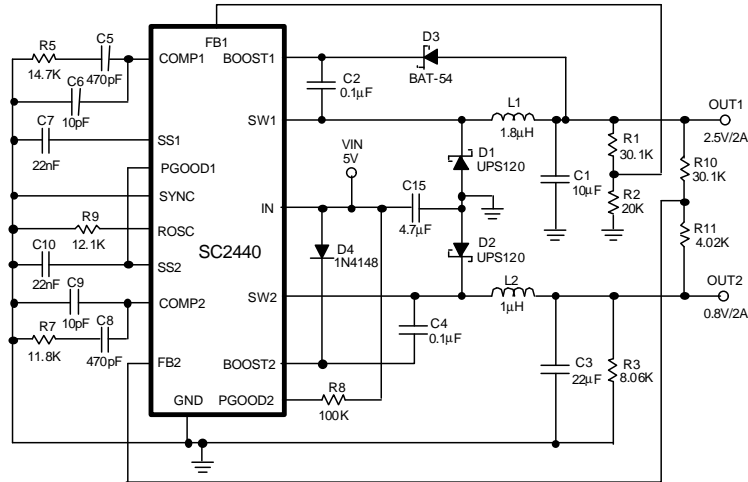 FB1
COMP1
SS1
PGOOD1
SYNC
ROSC
SS2
COMP2
FB2
GND
BOOST1
SW1
IN
SC2440
SW2
BOOST2
PGOOD2
R5
14.7K
C5
470pF
C6
10pF
C7
22nF
R9
12.1K
C10
22nF
C9
10pF
R7
11.8K
C8
470pF
D3
BAT-54
C2
0.1µF
L1
1.8µH
OUT1
2.5V/2A
VIN
5V
D1
UPS120
C1
10µF
R1
30.1K
R2
20K
R10
30.1K
C15
4.7µF
R11
4.02K
D4
1N4148
D2
UPS120
L2
1µH
OUT2
0.8V/2A
C4
0.1µF
C3
22µF
R3
8.06K
R8
100K